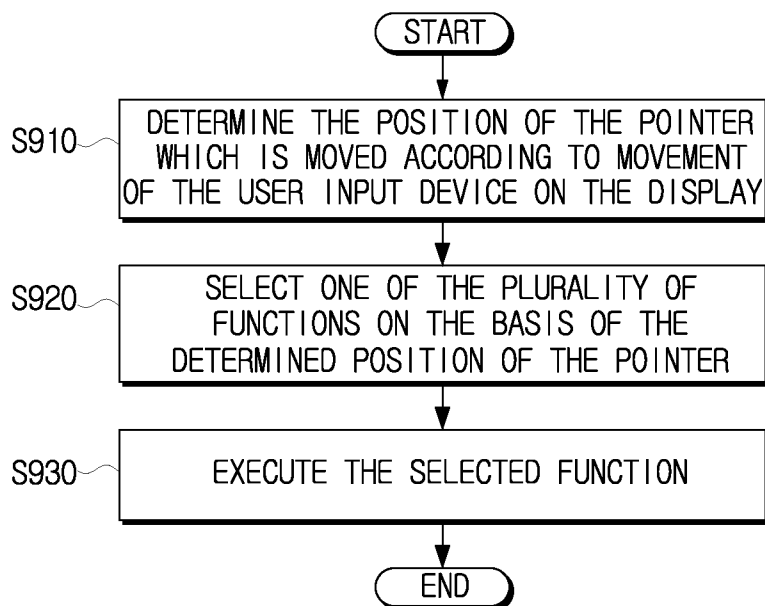 START
S910
DETERMINE THE POSITION OF THE POINTER
WHICH IS MOVED ACCORDING TO MOVEMENT
OF THE USER INPUT DEVICE ON THE DISPLAY
S920
SELECT ONE OF THE PLURALITY OF
FUNCTIONS ON THE BASIS OF THE
DETERMINED POSITION OF THE POINTER
S930
EXECUTE THE SELECTED FUNCTION
END